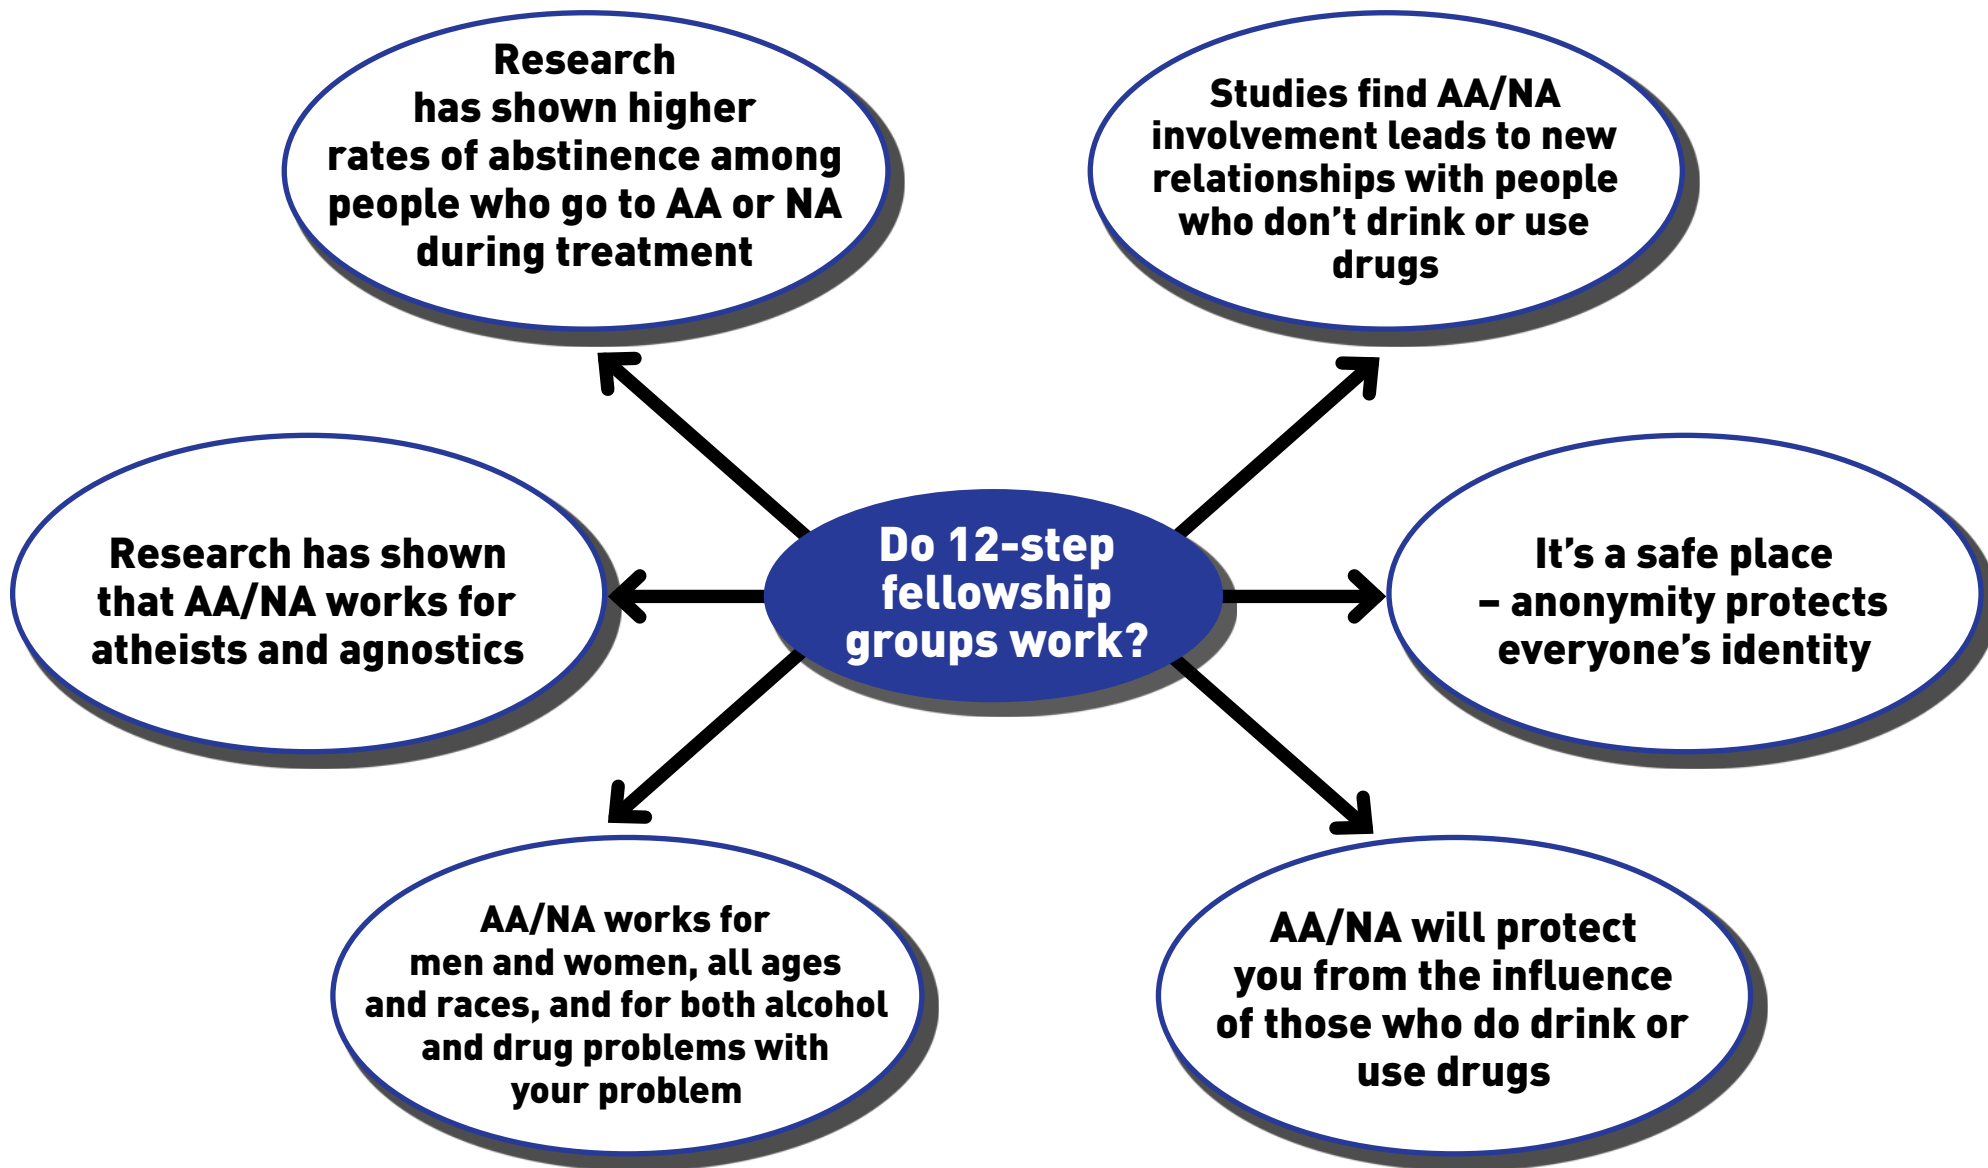 Research
has shown higher
rates of abstinence among
people who go to AA or NA
during treatment
Studies find AA/NA
involvement leads to new
relationships with people
who don’t drink or use
drugs
Research has shown
that AA/NA works for
atheists and agnostics
Do 12-step
fellowship
groups work?
It’s a safe place
– anonymity protects
everyone’s identity
AA/NA works for
men and women, all ages
and races, and for both alcohol
and drug problems with
your problem
AA/NA will protect
you from the influence
of those who do drink or
use drugs